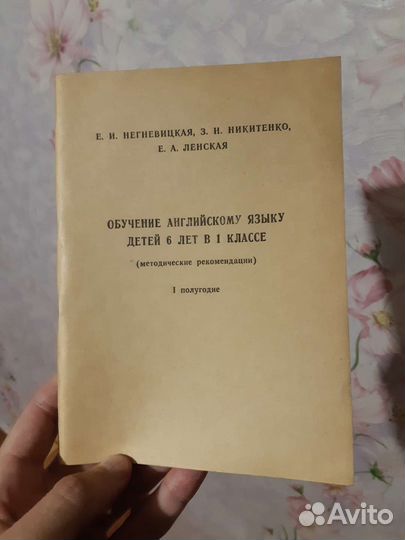 Е. И. НЕГНЕВИЦКАЯ, З. Н. НИКИТЕНКО,
Е. А. ЛЕНСКАЯ
ОБУЧЕНИЕ АНГЛИЙСКОМУ ЯЗЫКУ
ДЕТЕЙ 6 ЛЕТ В 1 КЛАССЕ
(методические рекомендации)
I полугодие
Avito